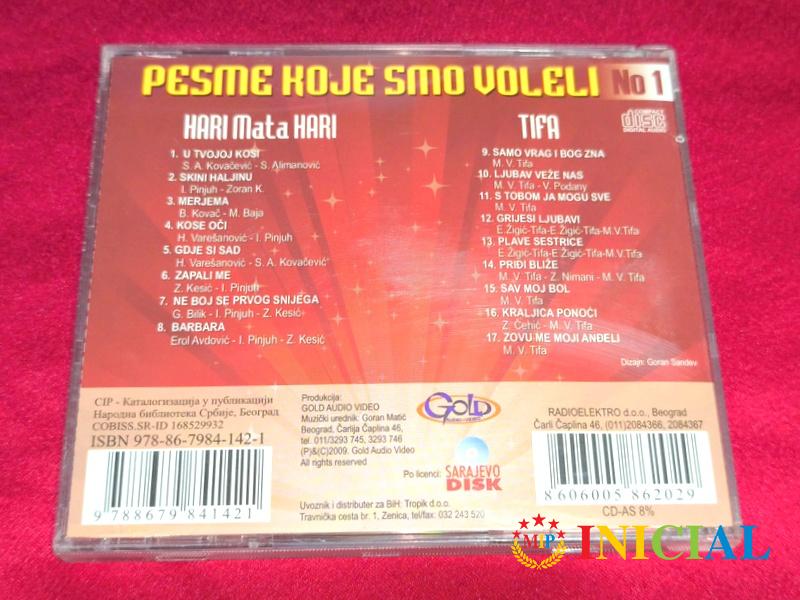 PESME KOJE SMO VOLELI No 1
HARI Mata HARI
1. U TVOJOJ KOSI
S. A. Kovačević - S. Alimanović
2. SKINI HALJINU
I. Pinjuh - Zoran K.
3. MERJEMA
B. Kovač - M. Baja
4. KOSE OČI
H. Varešanović - I. Pinjuh
5. GDJE SI SAD
H. Varešanović - S. A. Kovačević
6. ZAPALI ME
Z. Kesić - I. Pinjuh
7. NE BOJ SE PRVOG SNIJEGA
G. Bilik - I. Pinjuh - Z. Kesić
8. BARBARA
Erol Avdović - I. Pinjuh - Z. Kesić
TIFA
COMPACT
disc
DIGITAL AUDIO
9. SAMO VRAG I BOG ZNA
M. V. Tifa
10. LJUBAV VEŽE NAS
M. V. Tifa - V. Podany
11. S TOBOM JA MOGU SVE
M. V. Tifa
12. GRIJESI LJUBAVI
E.Žigić-Tifa-E.Žigić-Tifa-M.V.Tifa
13. PLAVE SESTRICE
E.Žigić-Tifa-E.Žigić-Tifa-M.V.Tifa
14. PRIĐI BLIŽE
M. V. Tifa - Z. Nimani - M. V. Tifa
15. SAV MOJ BOL
M. V. Tifa
16. KRALJICA PONOĆI
Z. Čehić - M. V. Tifa
17. ZOVU ME MOJI ANĐELI
M. V. Tifa
Dizajn: Goran Sandev
CIP - Каталогизација у публикацији
Народна библиотека Србије, Београд
COBISS.SR-ID 168529932
ISBN 978-86-7984-142-1
9 788679 841421
Produkcija:
GOLD AUDIO VIDEO
Muzički urednik: Goran Matić
Beograd, Čarlija Čaplina 46,
tel. 011/3293 745, 3293 746
(P)&(C)2009. Gold Audio Video
All rights reserved
GOLD
AUDIO-VIDEO
Po licenci:
SARAJEVO
DISK
Uvoznik i distributer za BiH: Tropik d.o.o.
Travnička cesta br. 1, Zenica, tel/fax: 032 243 520
RADIOELEKTRO d.o.o., Beograd
Čarli Čaplina 46, (011)2084366, 2084367
8 606005 862029
CD-AS 8%
MIP
INICIAL